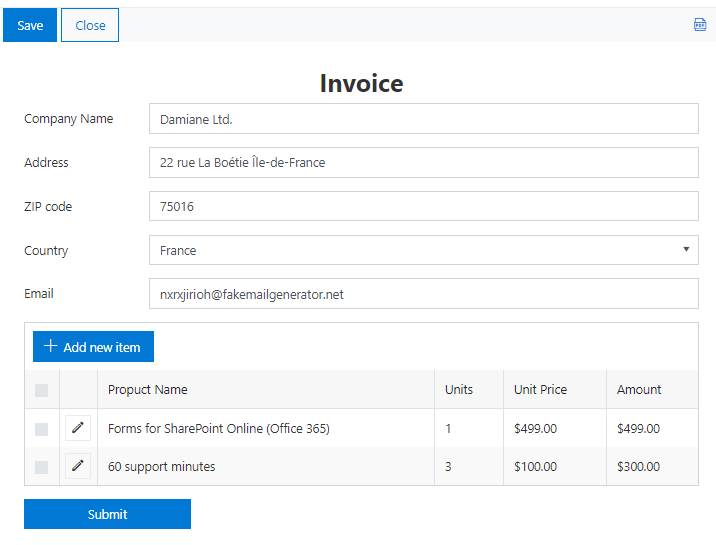 Save Close PDF
Invoice
Company Name Damiane Ltd.
Address 22 rue La Boétie Île-de-France
ZIP code 75016
Country France
Email nxrxjirioh@fakemailgenerator.net
Add new item
Propuct Name Units Unit Price Amount
Forms for SharePoint Online (Office 365) 1 $499.00 $499.00
60 support minutes 3 $100.00 $300.00
Submit